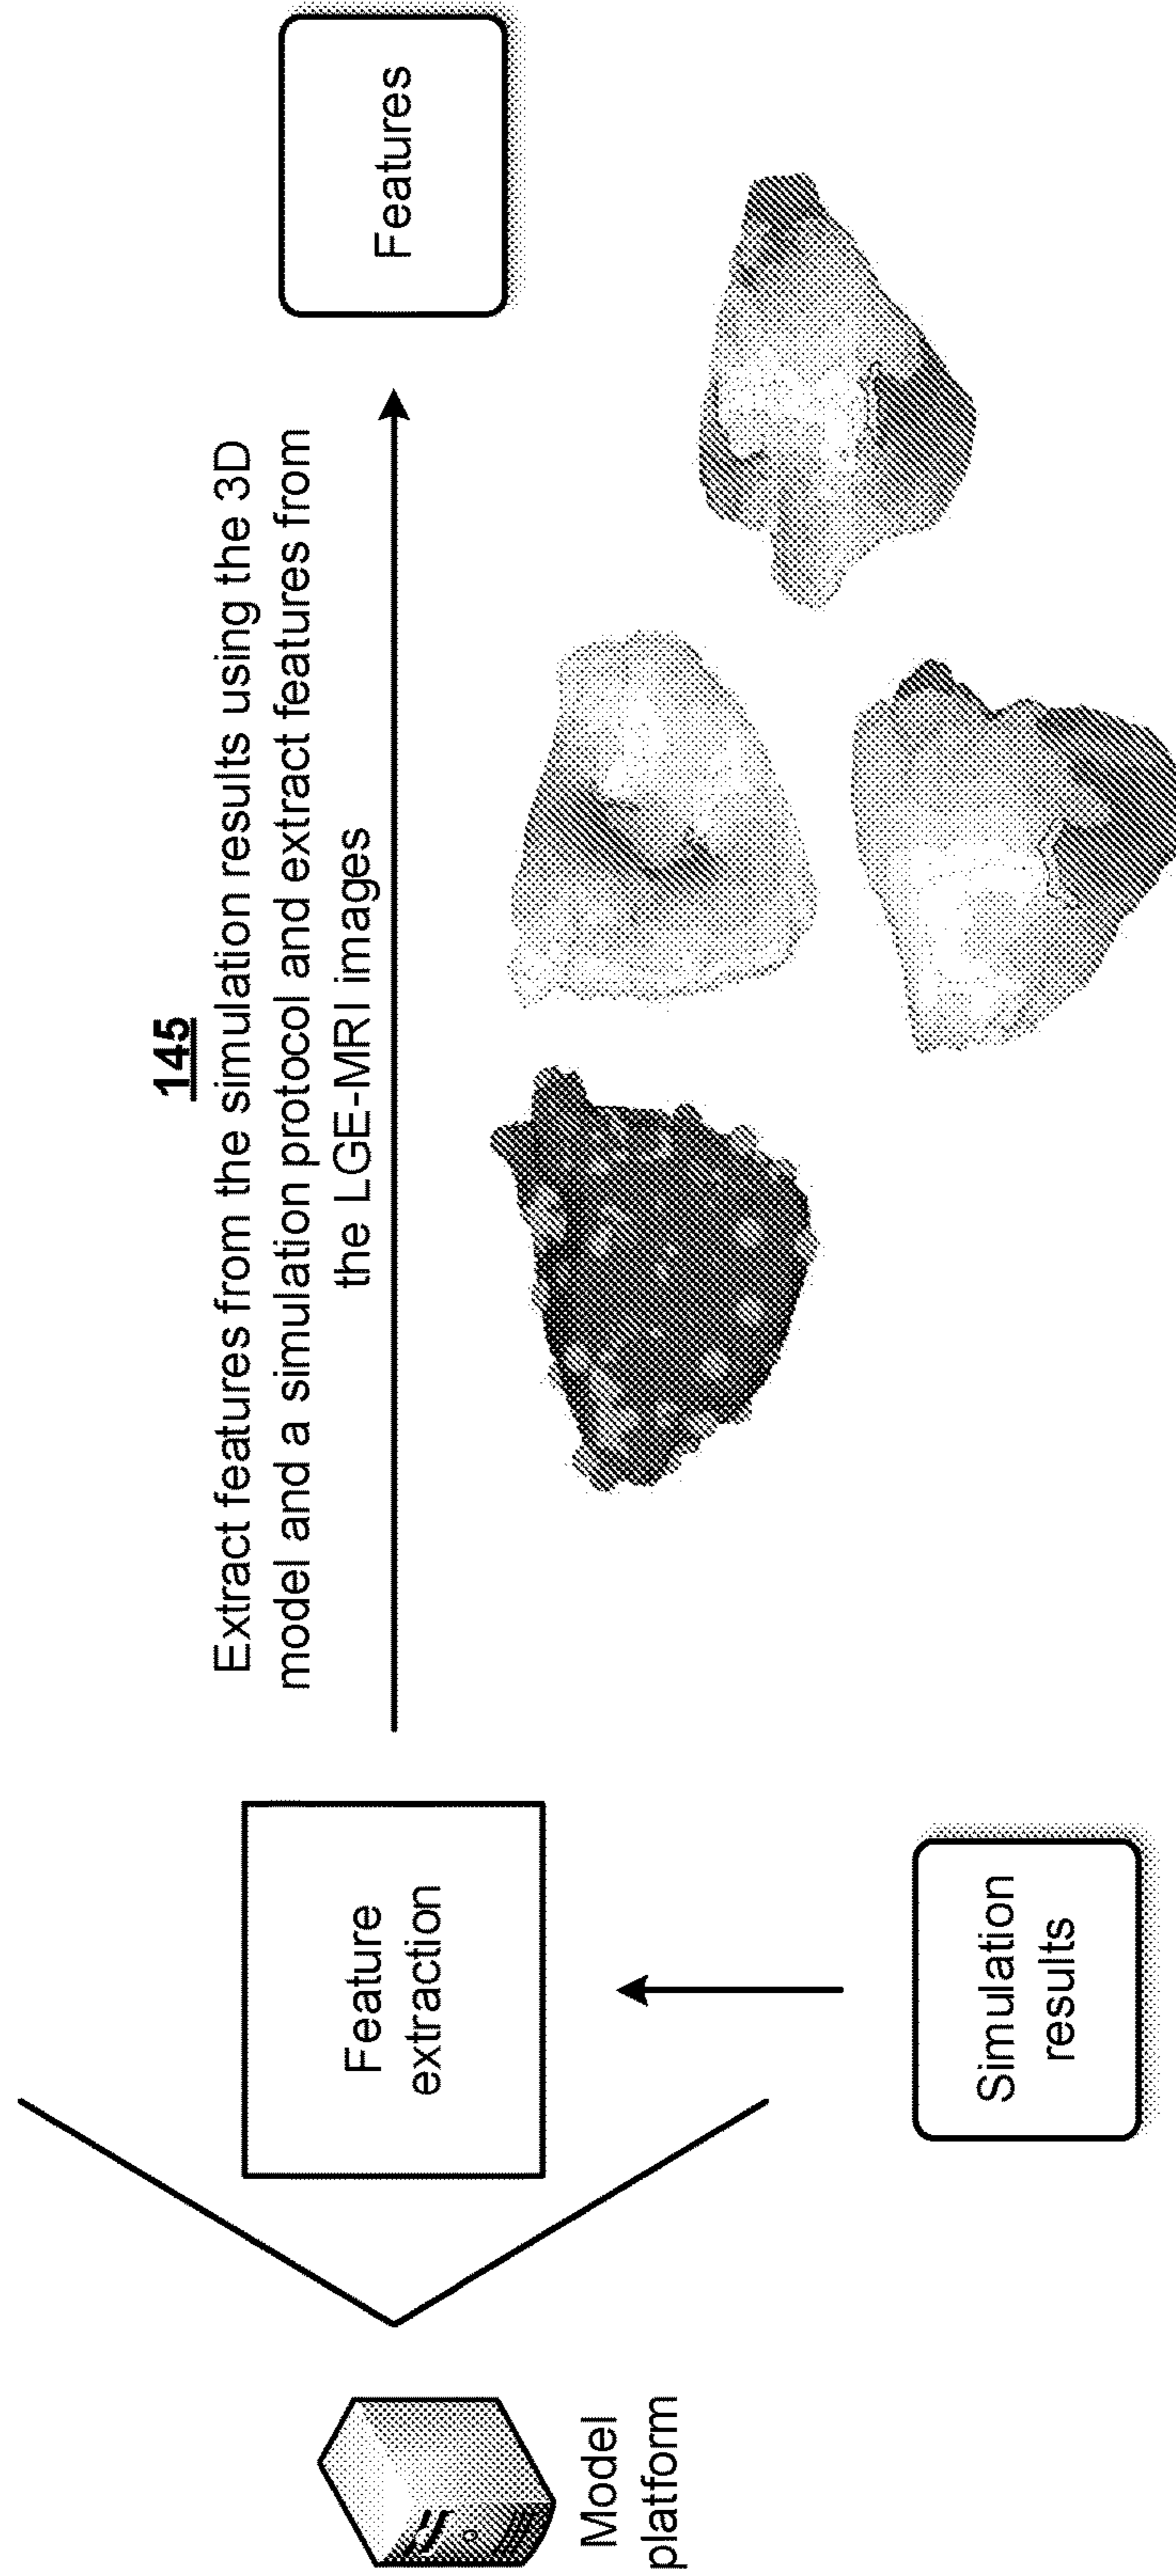 145
Extract features from the simulation results using the 3D
model and a simulation protocol and extract features from
the LGE-MRI images
Model
platform
Feature
extraction
Features
Simulation
results